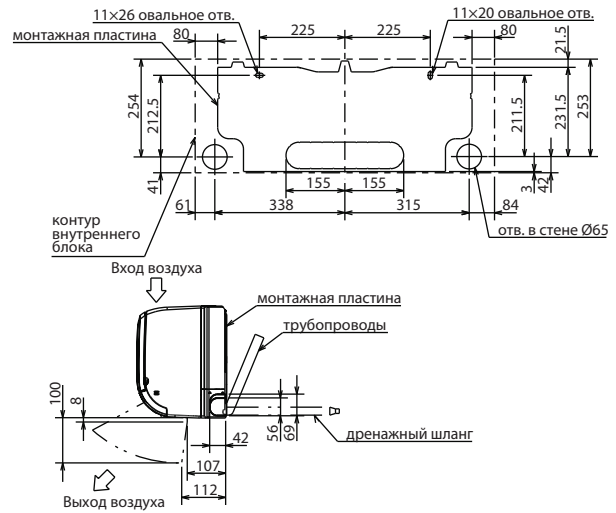 11×26 овальное отв.
11×20 овальное отв.
монтажная пластина
80
225
225
80
21.5
254
212.5
211.5
231.5
253
41
155
155
3
42
61
338
315
84
контур
внутреннего
блока
отв. в стене Ø65
Вход воздуха
монтажная пластина
трубопроводы
100
8
56
69
42
дренажный шланг
107
112
Выход воздуха